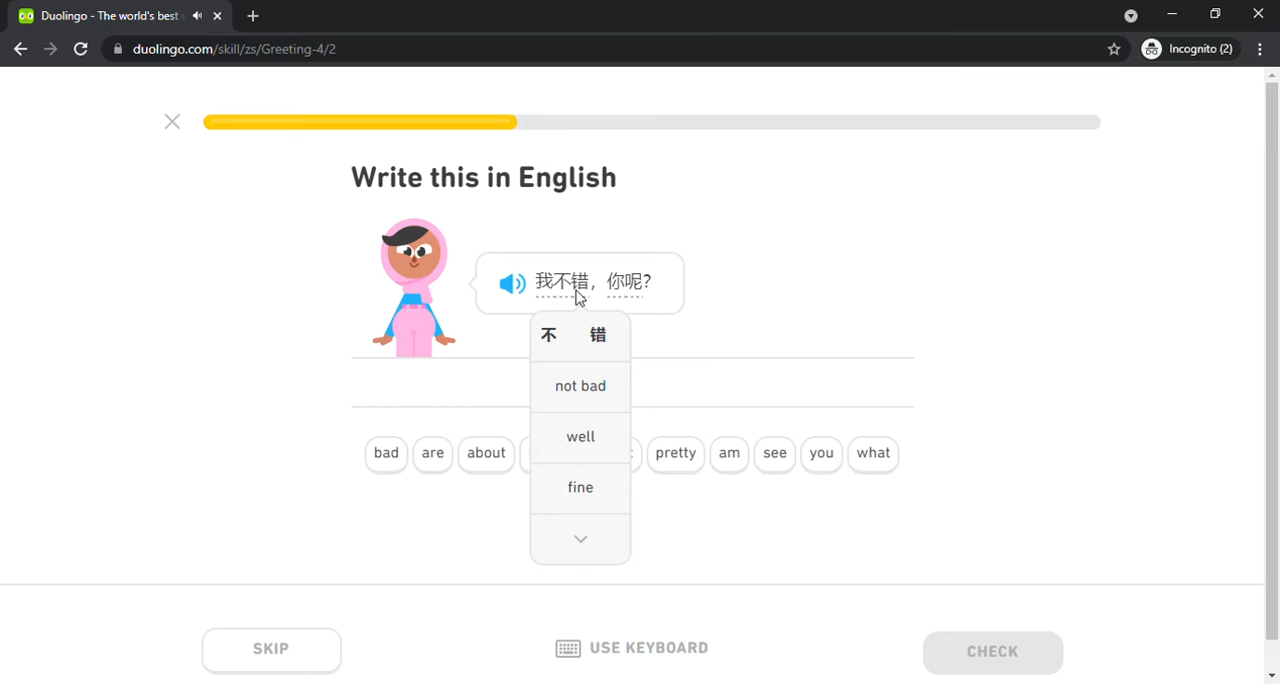 Duolingo - The world's best
duolingo.com/skill/zs/Greeting-4/2
Incognito (2)
Write this in English
我不错，你呢?
不 错
not bad
well
fine
bad are about pretty am see you what
SKIP
USE KEYBOARD
CHECK